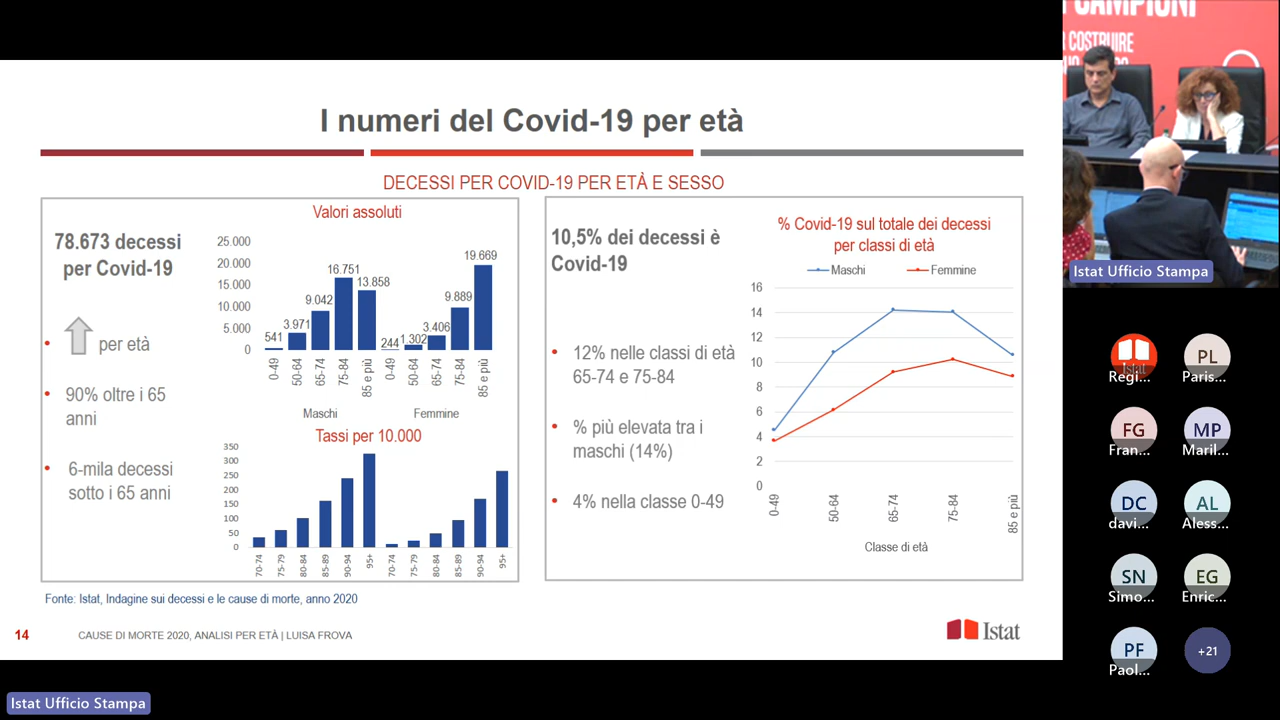 I numeri del Covid-19 per età
DECESSI PER COVID-19 PER ETÀ E SESSO
78.673 decessi
per Covid-19
• per età
• 90% oltre i 65
anni
• 6-mila decessi
sotto i 65 anni
Valori assoluti
25.000
20.000
15.000
10.000
5.000
0
541
3.971
9.042
16.751
13.858
244
1.302
3.406
9.889
19.669
0-49
50-64
65-74
75-84
85 e più
0-49
50-64
65-74
75-84
85 e più
Maschi
Femmine
Tassi per 10.000
350
300
250
200
150
100
50
0
70-74
75-79
80-84
85-89
90-94
95+
70-74
75-79
80-84
85-89
90-94
95+
10,5% dei decessi è
Covid-19
• 12% nelle classi di età
65-74 e 75-84
• % più elevata tra i
maschi (14%)
• 4% nella classe 0-49
% Covid-19 sul totale dei decessi
per classi di età
Maschi
Femmine
16
14
12
10
8
6
4
2
0
0-49
50-64
65-74
75-84
85 e più
Classe di età
Fonte: Istat, Indagine sui decessi e le cause di morte, anno 2020
14
CAUSE DI MORTE 2020, ANALISI PER ETÀ | LUISA FROVA
Istat
Istat Ufficio Stampa
CAMPIONI
COSTRUIRE
Istat Ufficio Stampa
Istat
Regi...
PL
Paris...
FG
Fran...
MP
Maril...
DC
davi...
AL
Aless...
SN
Simo...
EG
Enric...
PF
Paol...
+21